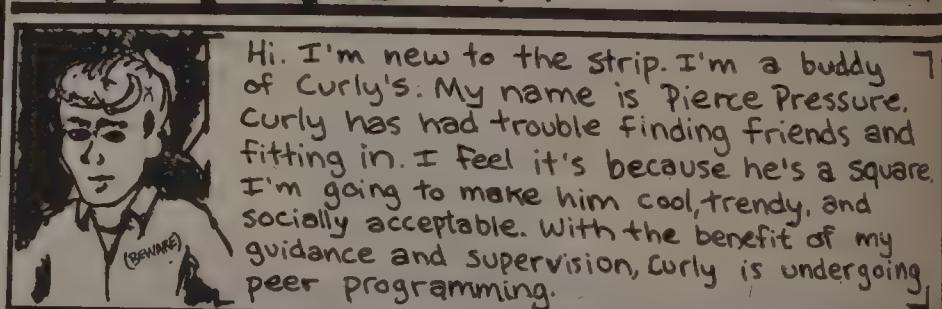 Hi. I'm new to the strip. I'm a buddy
of Curly's. My name is Pierce Pressure.
Curly has had trouble finding friends and
fitting in. I feel it's because he's a square.
I'm going to make him cool, trendy, and
socially acceptable. With the benefit of my
guidance and supervision, Curly is undergoing
peer programming.
(BEWARE)